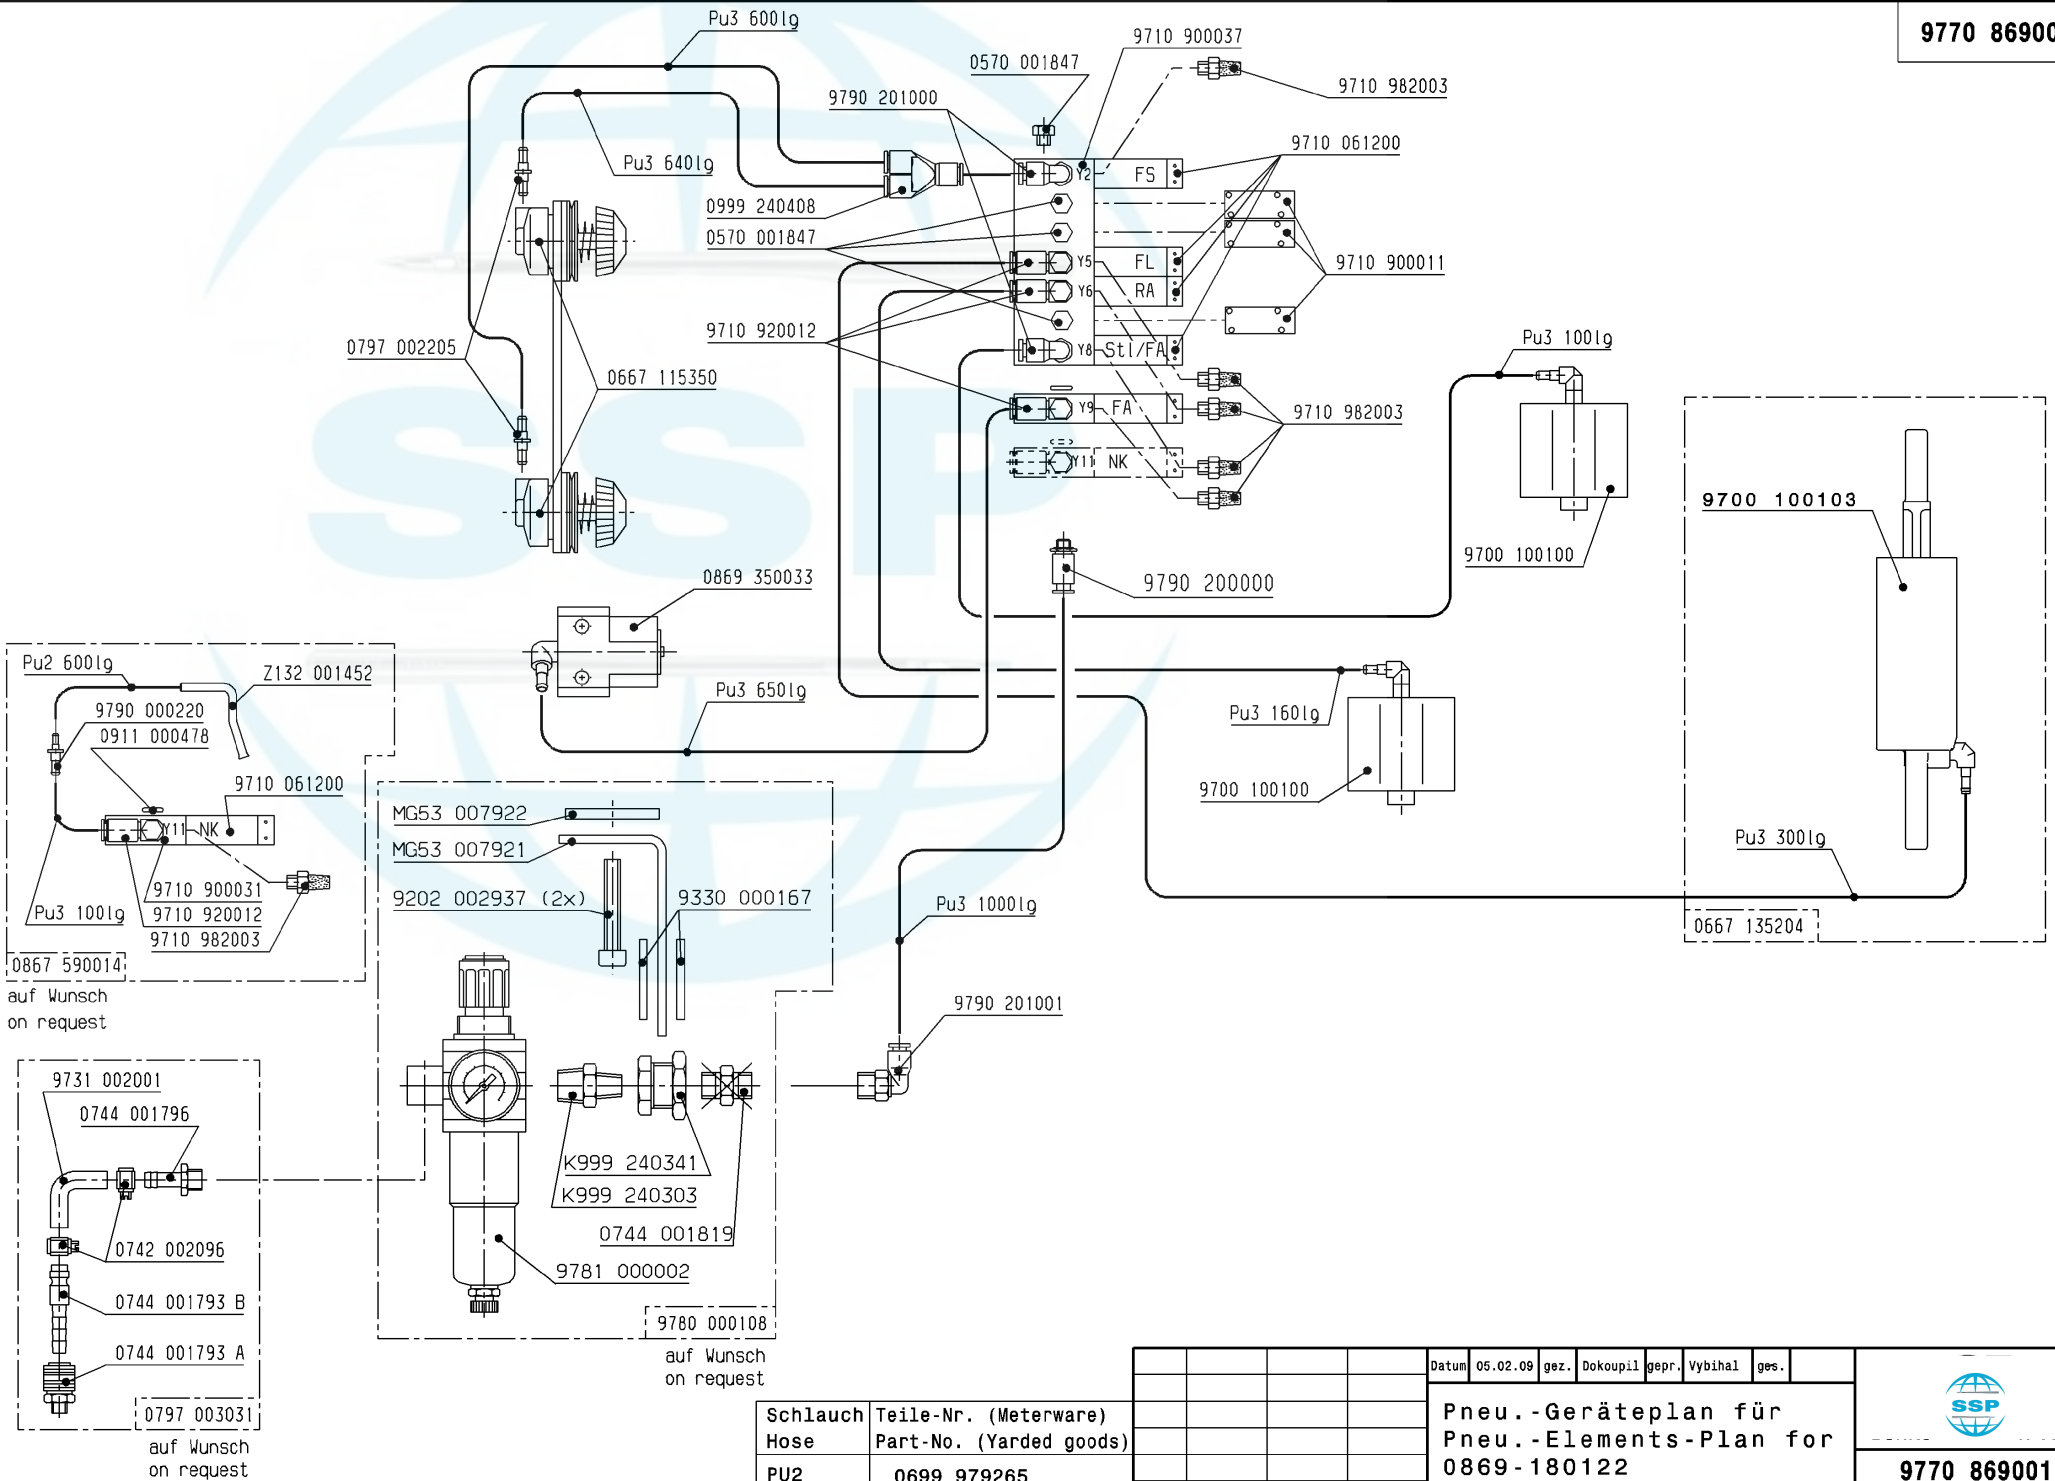 Pu3 600lg
9710 900037
9770 86900
0570 001847
9710 982003
9790 201000
9710 061200
Pu3 640lg
Y2 FS
0999 240408
0570 001847
Y5 FL
9710 900011
Y6 RA
9710 920012
0797 002205
Y8 Stl/FA
Pu3 100lg
0667 115350
Y9 FA
9710 982003
Y11 NK
SSP
9700 100103
9700 100100
0869 350033
9790 200000
Pu2 600lg
Z132 001452
Pu3 650lg
9790 000220
0911 000478
Pu3 160lg
9710 061200
9700 100100
MG53 007922
Y11 NK
MG53 007921
Pu3 300lg
9710 900031
9202 002937 (2x)
9330 000167
Pu3 100lg
9710 920012
Pu3 1000lg
9710 982003
0667 135204
0867 590014
auf Wunsch
on request
9790 201001
9731 002001
0744 001796
K999 240341
K999 240303
0744 001819
0742 002096
9781 000002
0744 001793 B
9780 000108
0744 001793 A
auf Wunsch
on request
0797 003031
auf Wunsch
on request
Datum 05.02.09 gez. Dokoupil gepr. Vybihal ges.
Schlauch Teile-Nr. (Meterware)
Hose Part-No. (Yarded goods)
PU2 0699 979265
Pneu.-Geräteplan für
Pneu.-Elements-Plan for
0869-180122
SSP
9770 869001